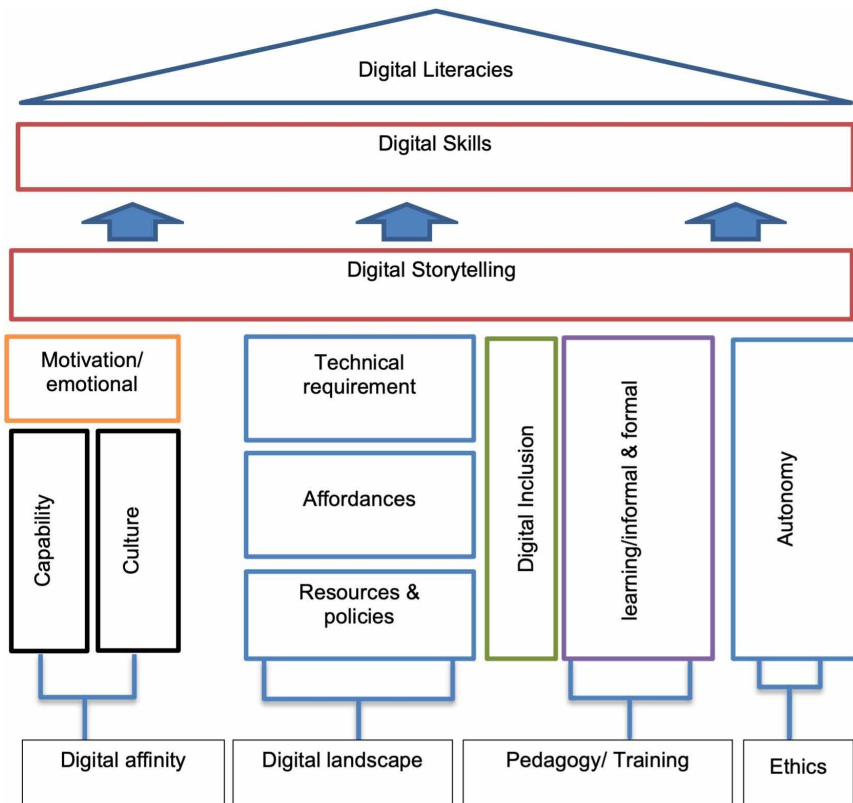 Digital Literacies
Digital Skills
Digital Storytelling
Motivation/
emotional
Technical
requirement
Affordances
Resources &
policies
Capability
Culture
Digital Inclusion
learning/informal & formal
Autonomy
Digital affinity
Digital landscape
Pedagogy/ Training
Ethics